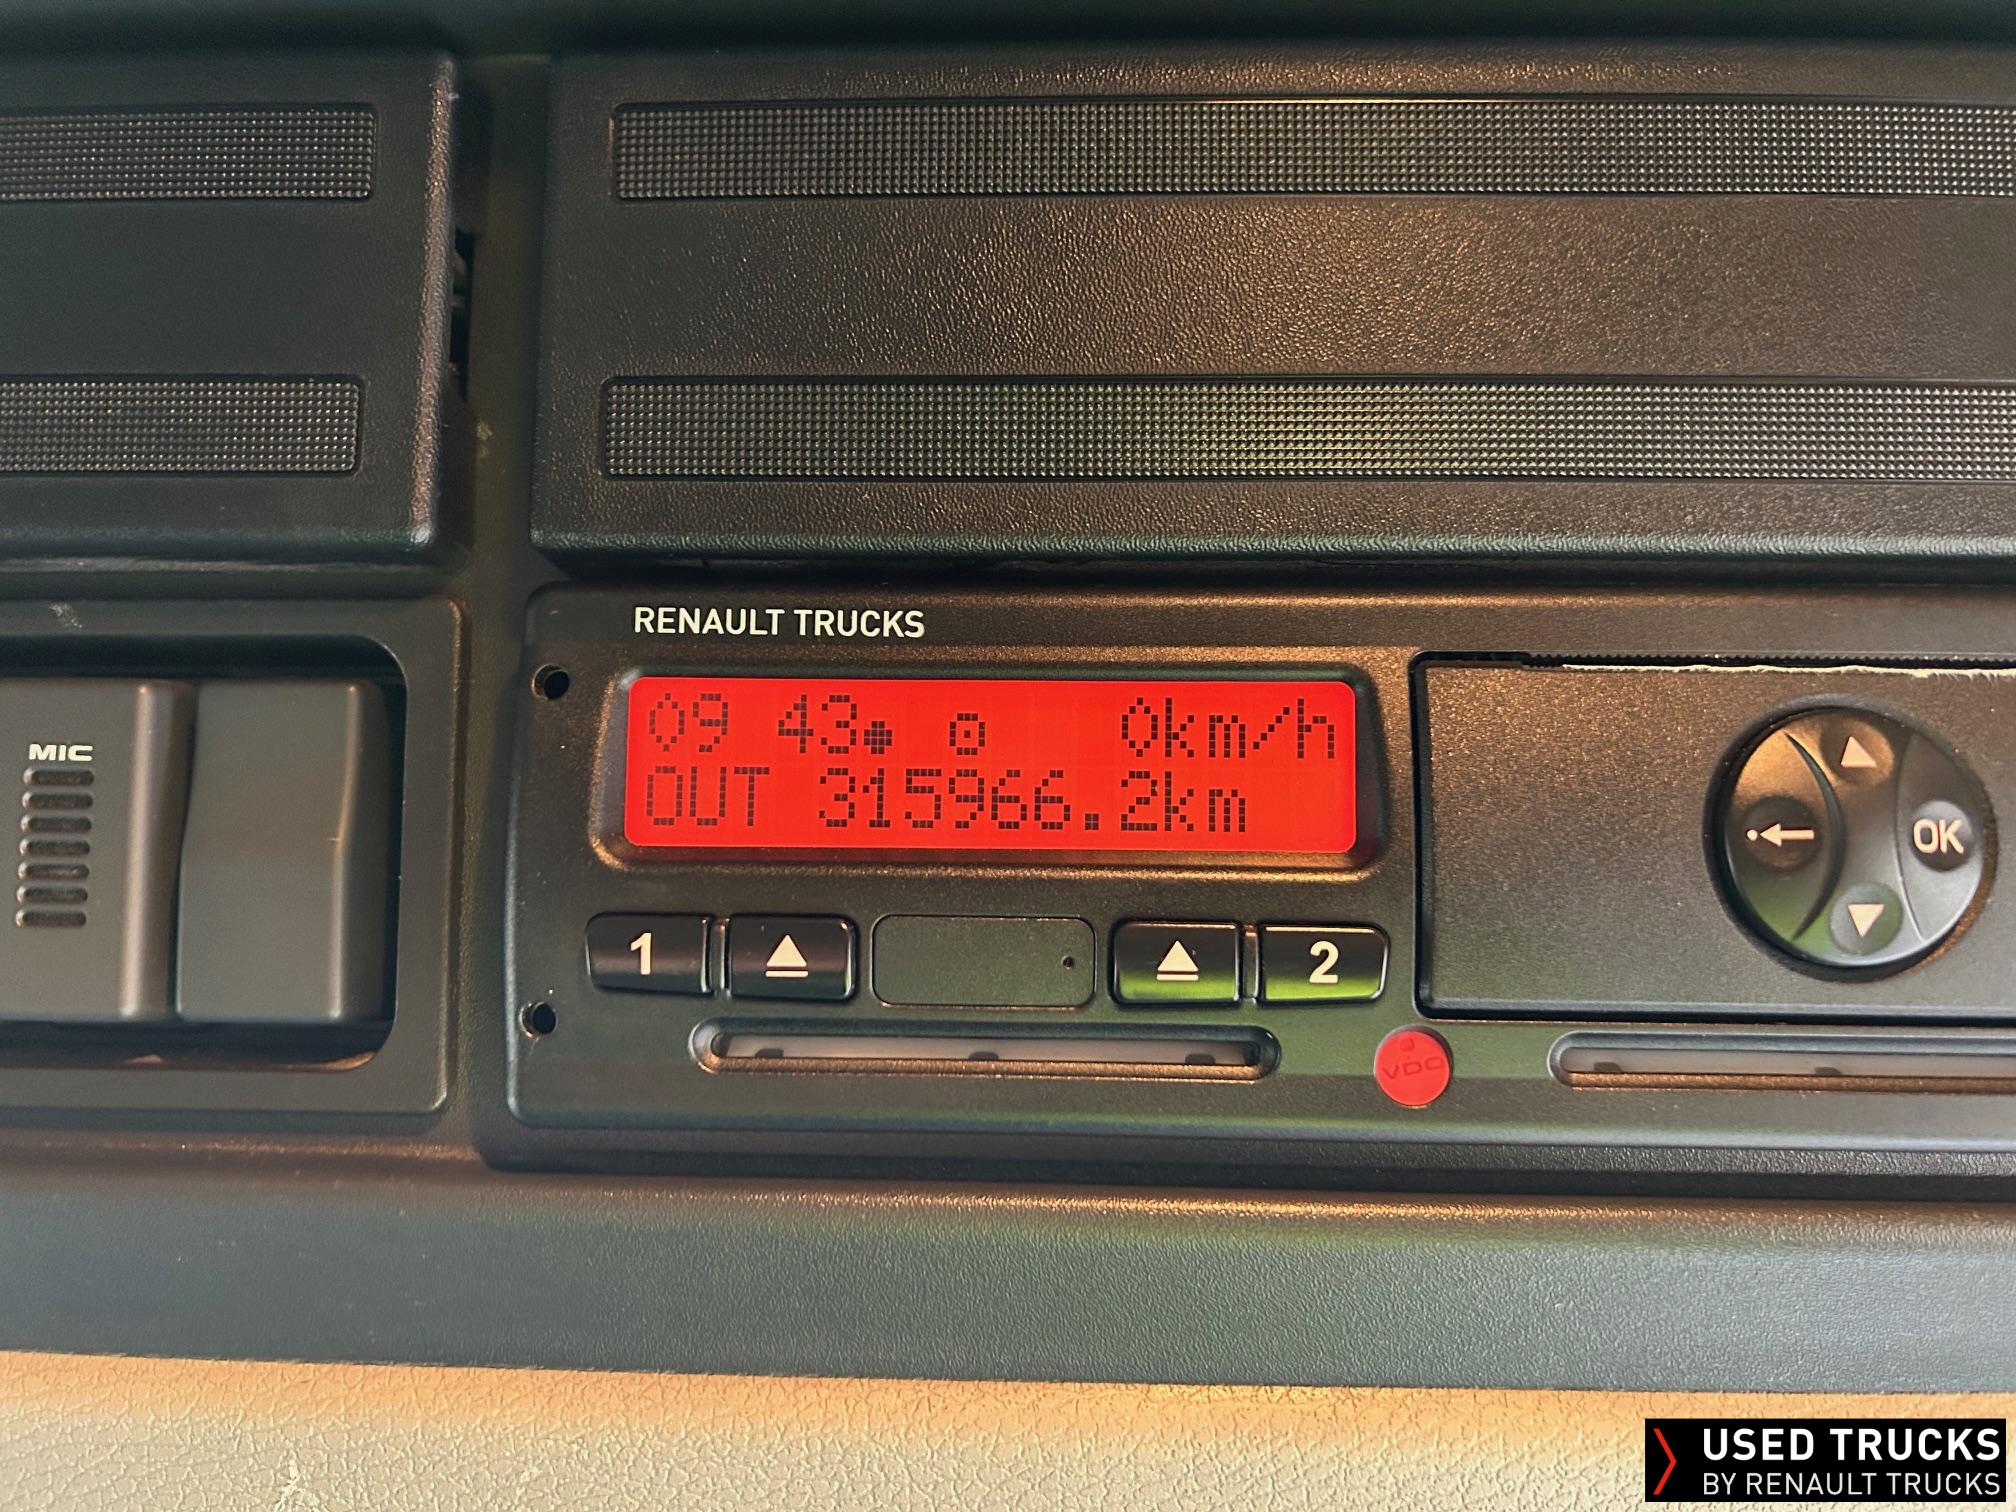 RENAULT TRUCKS
09 43 0km/h
OUT 315966.2km
MIC
OK
1 2
VDO
USED TRUCKS
BY RENAULT TRUCKS